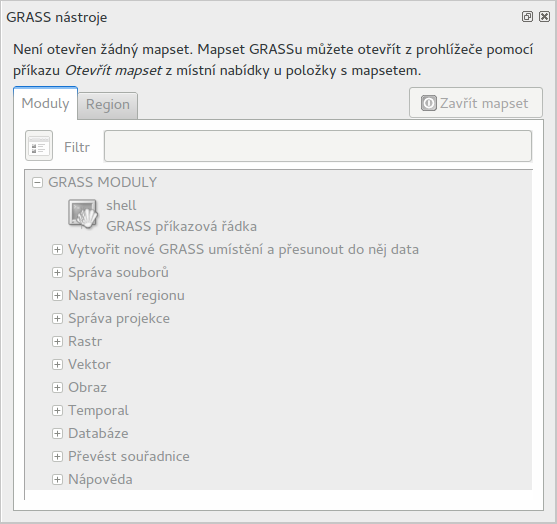 GRASS nástroje
Není otevřen žádný mapset. Mapset GRASSu můžete otevřít z prohlížeče pomocí
příkazu Otevřít mapset z místní nabídky u položky s mapsetem.
Moduly
Region
Zavřít mapset
Filtr
GRASS MODULY
shell
GRASS příkazová řádka
Vytvořit nové GRASS umístění a přesunout do něj data
Správa souborů
Nastavení regionu
Správa projekce
Rastr
Vektor
Obraz
Temporal
Databáze
Převést souřadnice
Nápověda